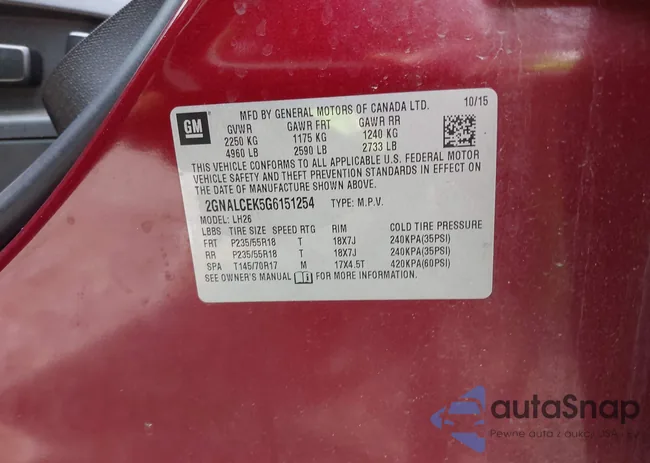 MFD BY GENERAL MOTORS OF CANADA LTD. 10/15
GM
GVWR GAWR FRT GAWR RR
2250 KG 1175 KG 1240 KG
4960 LB 2590 LB 2733 LB
THIS VEHICLE CONFORMS TO ALL APPLICABLE U.S. FEDERAL MOTOR
VEHICLE SAFETY AND THEFT PREVENTION STANDARDS IN EFFECT ON
THE DATE OF MANUFACTURE SHOWN ABOVE.
2GNALCEK5G6151254 TYPE: M.P.V.
MODEL: LH26
LBBS TIRE SIZE SPEED RTG RIM COLD TIRE PRESSURE
FRT P235/55R18 T 18X7J 240KPA(35PSI)
RR P235/55R18 T 18X7J 240KPA(35PSI)
SPA T145/70R17 M 17X4.5T 420KPA(60PSI)
SEE OWNER'S MANUAL FOR MORE INFORMATION.
autaSnap
Pewne auta z aukcji